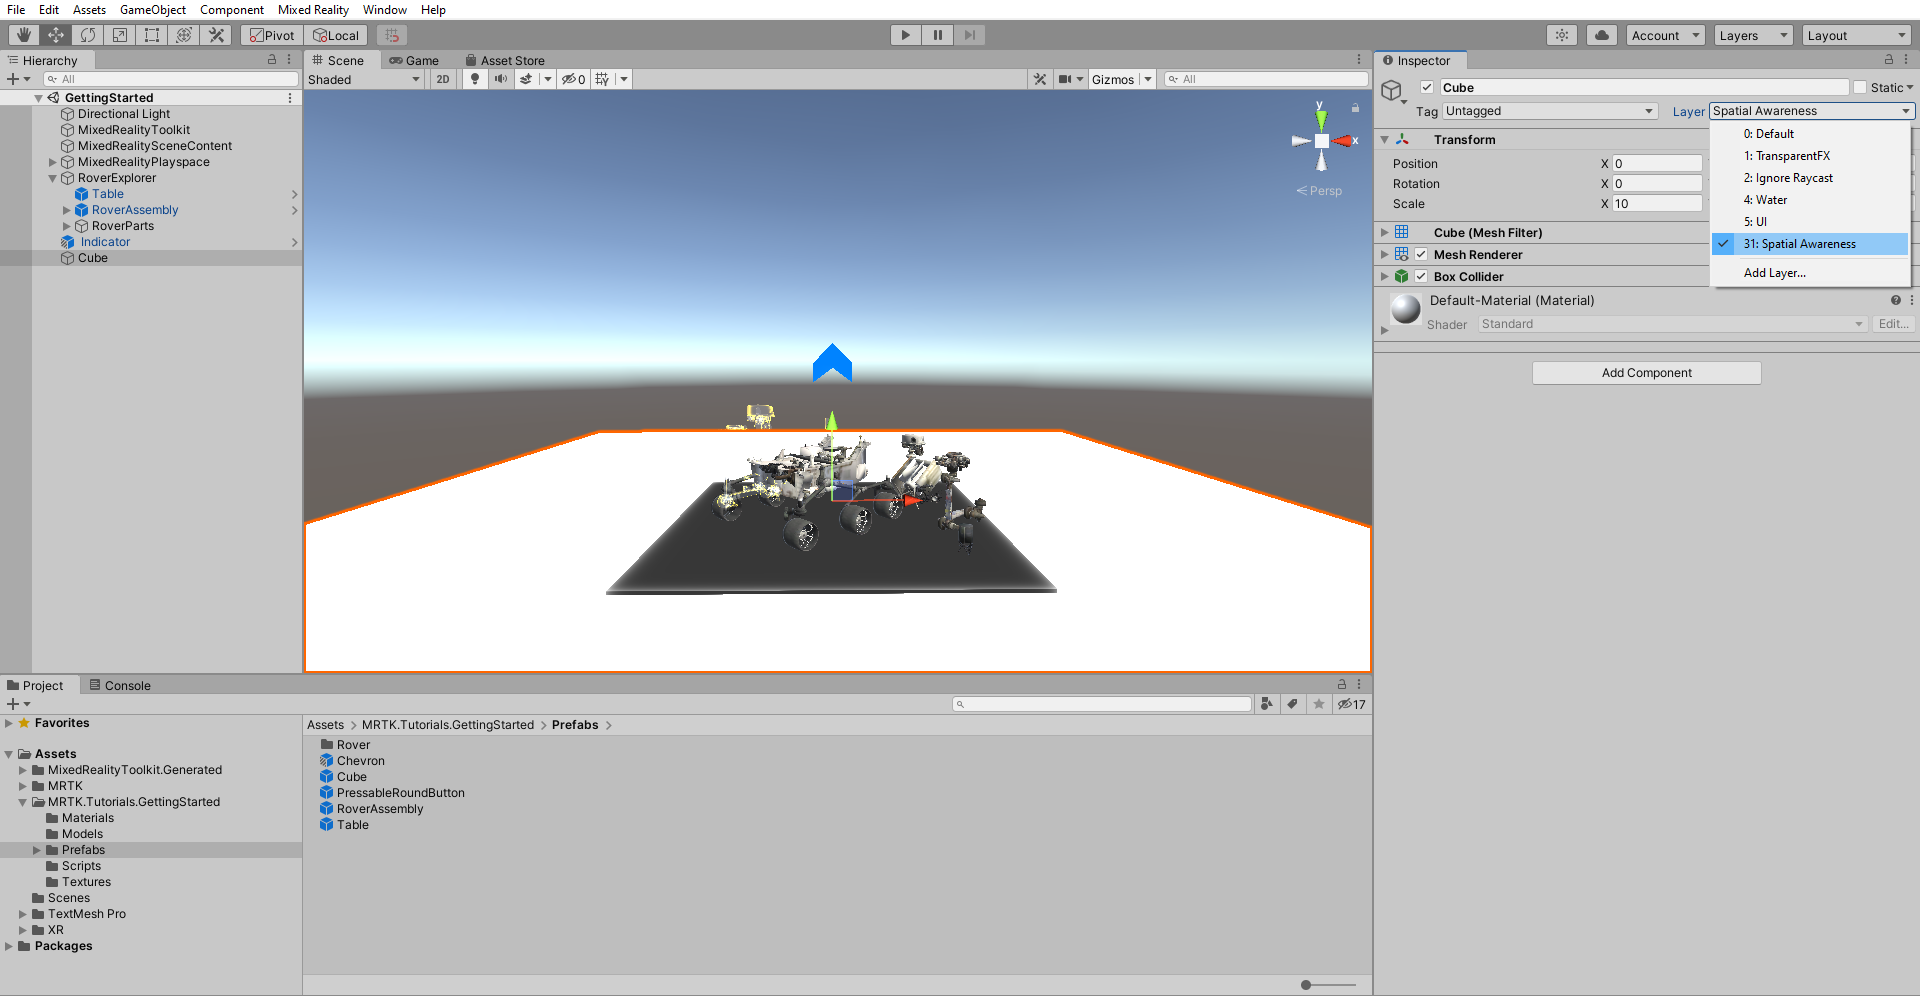 File Edit Assets GameObject Component Mixed Reality Window Help
Pivot Local Account Layers Layout
Hierarchy
All
GettingStarted
Directional Light
MixedRealityToolkit
MixedRealitySceneContent
MixedRealityPlayspace
RoverExplorer
Table
RoverAssembly
RoverParts
Indicator
Cube
Scene Game Asset Store
Shaded 2D 0 Gizmos All
y
x
Persp
Inspector
Cube Static
Tag Untagged Layer Spatial Awareness
0: Default
1: TransparentFX
2: Ignore Raycast
4: Water
5: UI
31: Spatial Awareness
Add Layer...
Transform
Position X 0
Rotation X 0
Scale X 10
Cube (Mesh Filter)
Mesh Renderer
Box Collider
Default-Material (Material)
Shader Standard Edit...
Add Component
Project Console
17
Favorites
Assets
MixedRealityToolkit.Generated
MRTK
MRTK.Tutorials.GettingStarted
Materials
Models
Prefabs
Scripts
Textures
Scenes
TextMesh Pro
XR
Packages
Assets > MRTK.Tutorials.GettingStarted > Prefabs >
Rover
Chevron
Cube
PressableRoundButton
RoverAssembly
Table